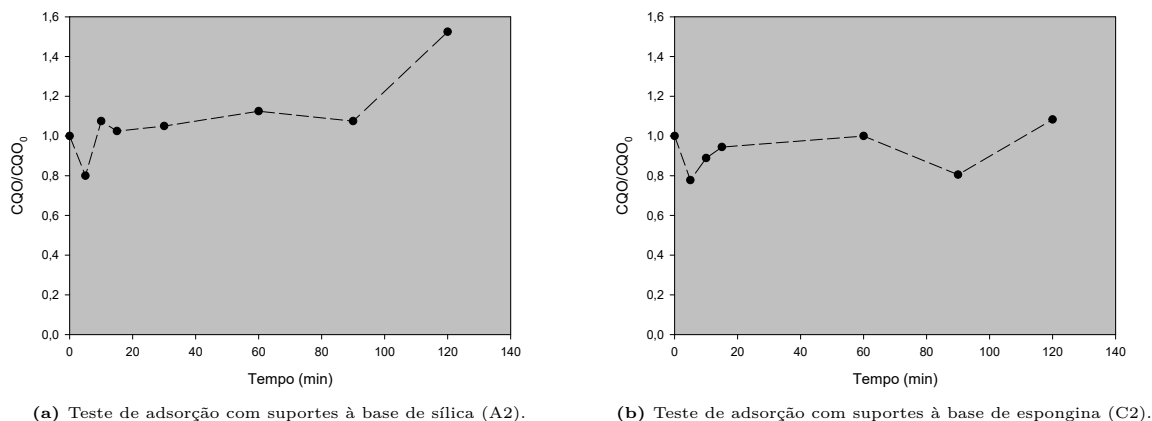 1,6
1,4
1,2
1,0
0,8
0,6
0,4
0,2
0,0
CQO/CQO0
0 20 40 60 80 100 120 140
Tempo (min)
(a) Teste de adsorção com suportes à base de sílica (A2).
1,6
1,4
1,2
1,0
0,8
0,6
0,4
0,2
0,0
CQO/CQO0
0 20 40 60 80 100 120 140
Tempo (min)
(b) Teste de adsorção com suportes à base de espongina (C2).